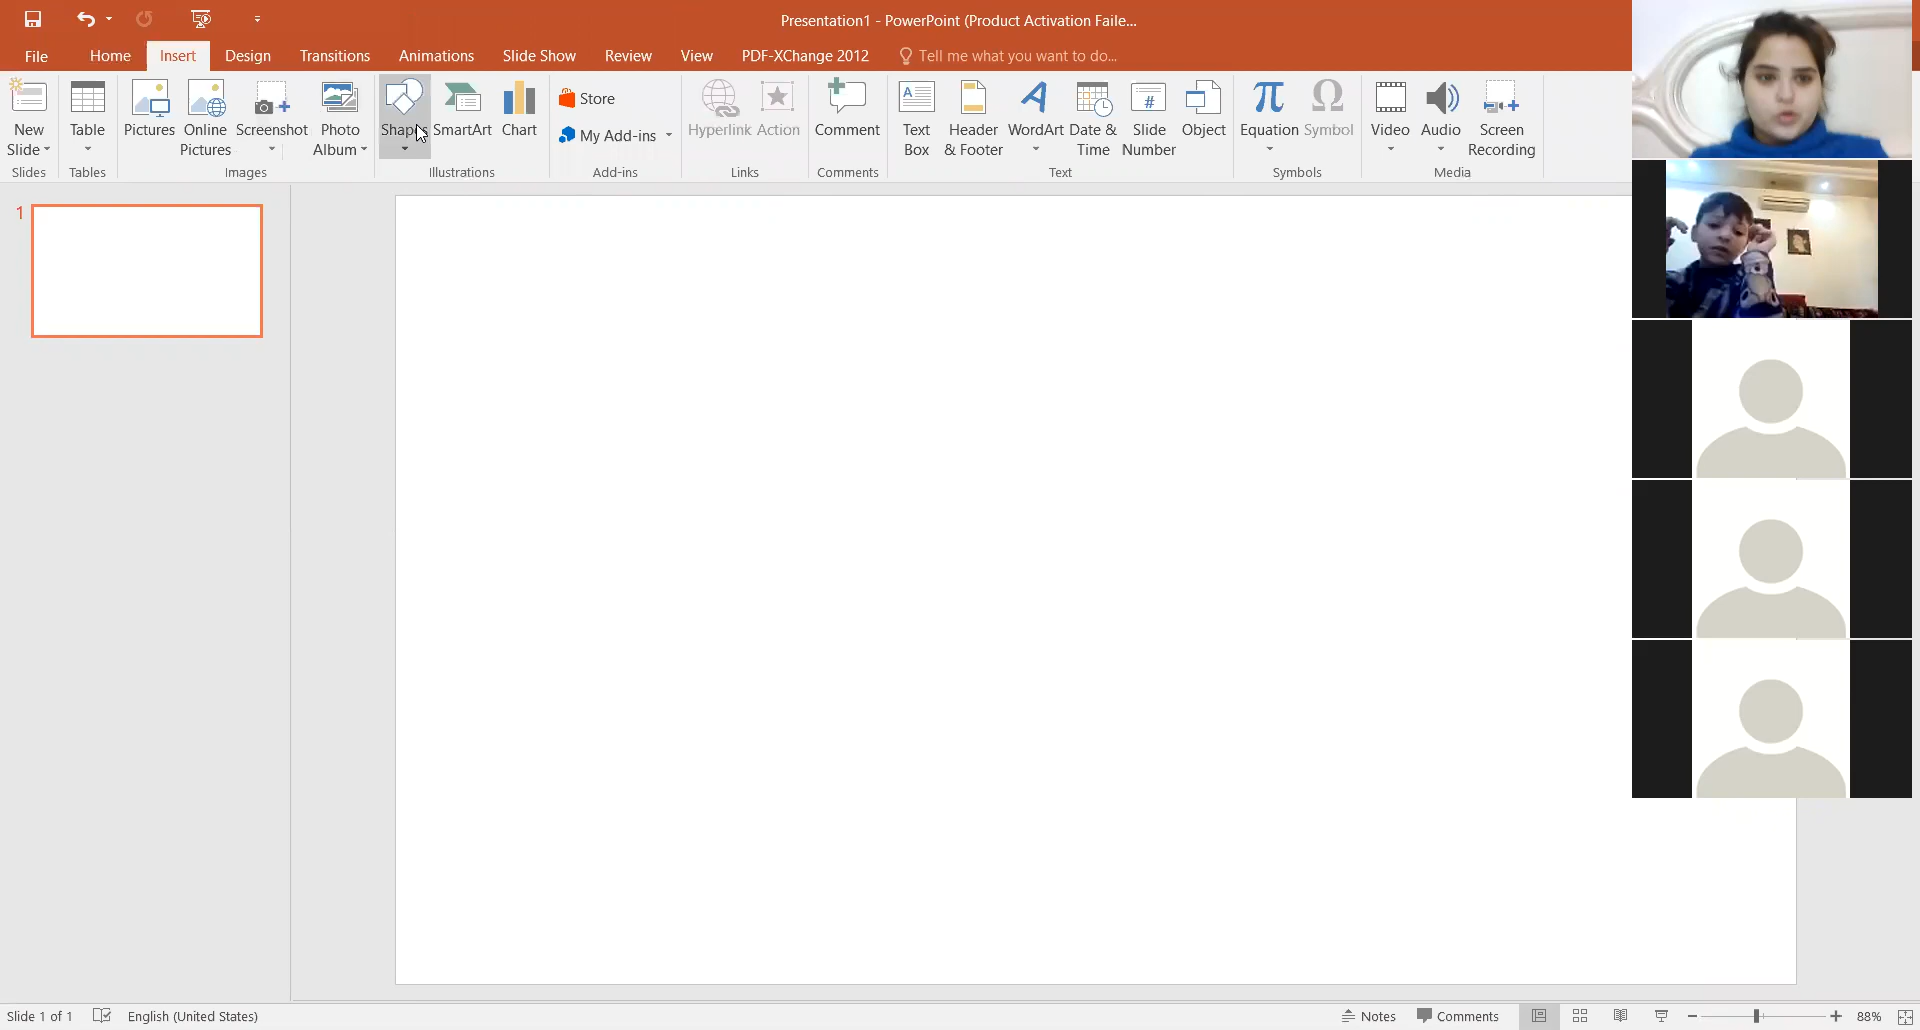 Presentation1 - PowerPoint (Product Activation Faile...
File Home Insert Design Transitions Animations Slide Show Review View PDF-XChange 2012 Tell me what you want to do...
New Slide
Table
Pictures
Online Pictures
Screenshot
Photo Album
Shapes
SmartArt
Chart
Store
My Add-ins
Hyperlink
Action
Comment
Text Box
Header & Footer
WordArt
Date & Time
Slide Number
Object
Equation
Symbol
Video
Audio
Screen Recording
Slides Tables Images Illustrations Add-ins Links Comments Text Symbols Media
1
Slide 1 of 1 English (United States) Notes Comments 88%